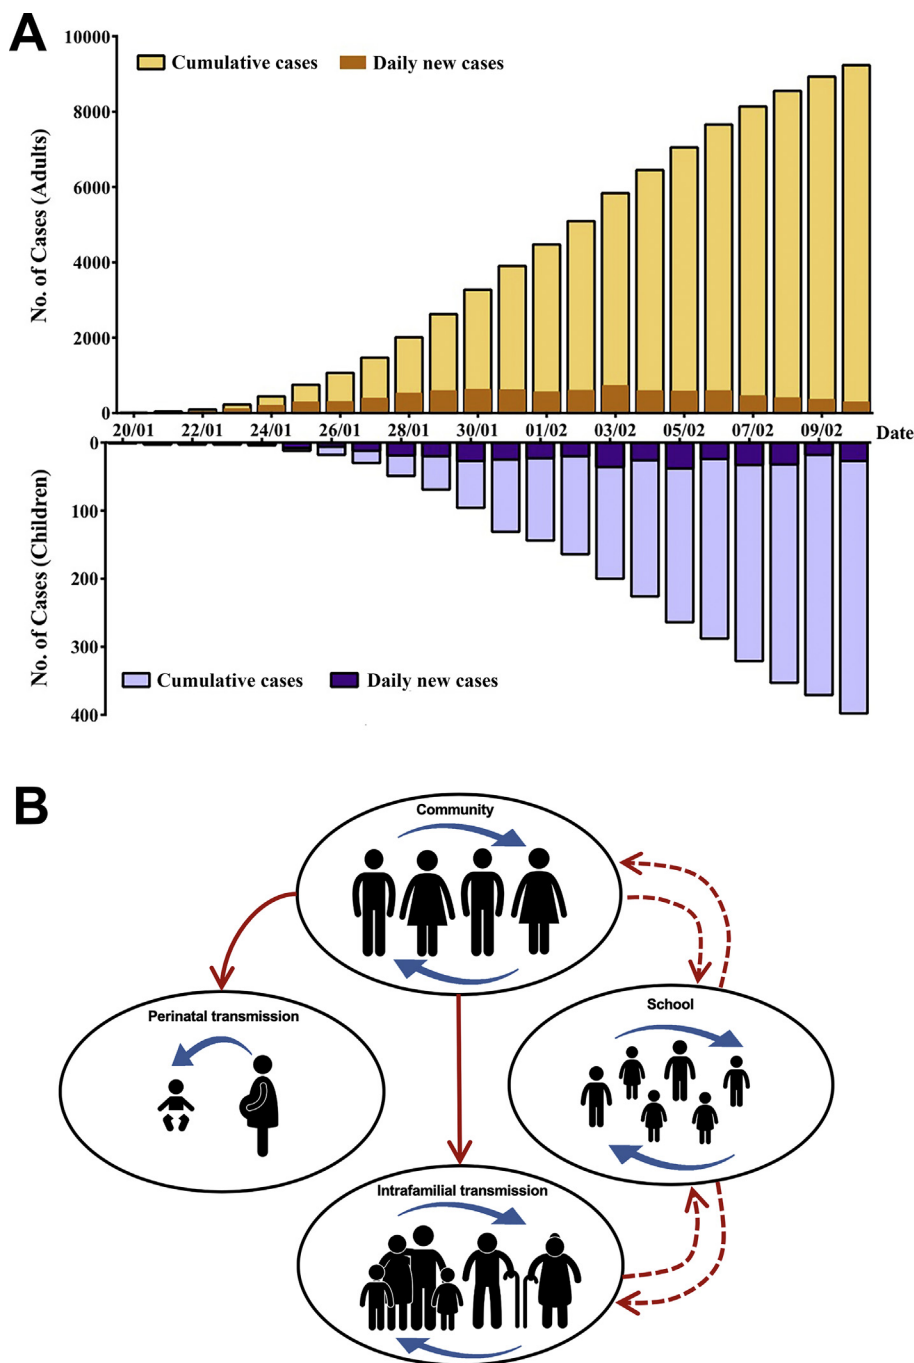 A
10000
Cumulative cases Daily new cases
8000
6000
4000
2000
0
No. of Cases (Adults)
20/01 22/01 24/01 26/01 28/01 30/01 01/02 03/02 05/02 07/02 09/02 Date
0
100
200
300
400
No. of Cases (Children)
Cumulative cases Daily new cases
B
Community
Perinatal transmission
School
Intrafamilial transmission